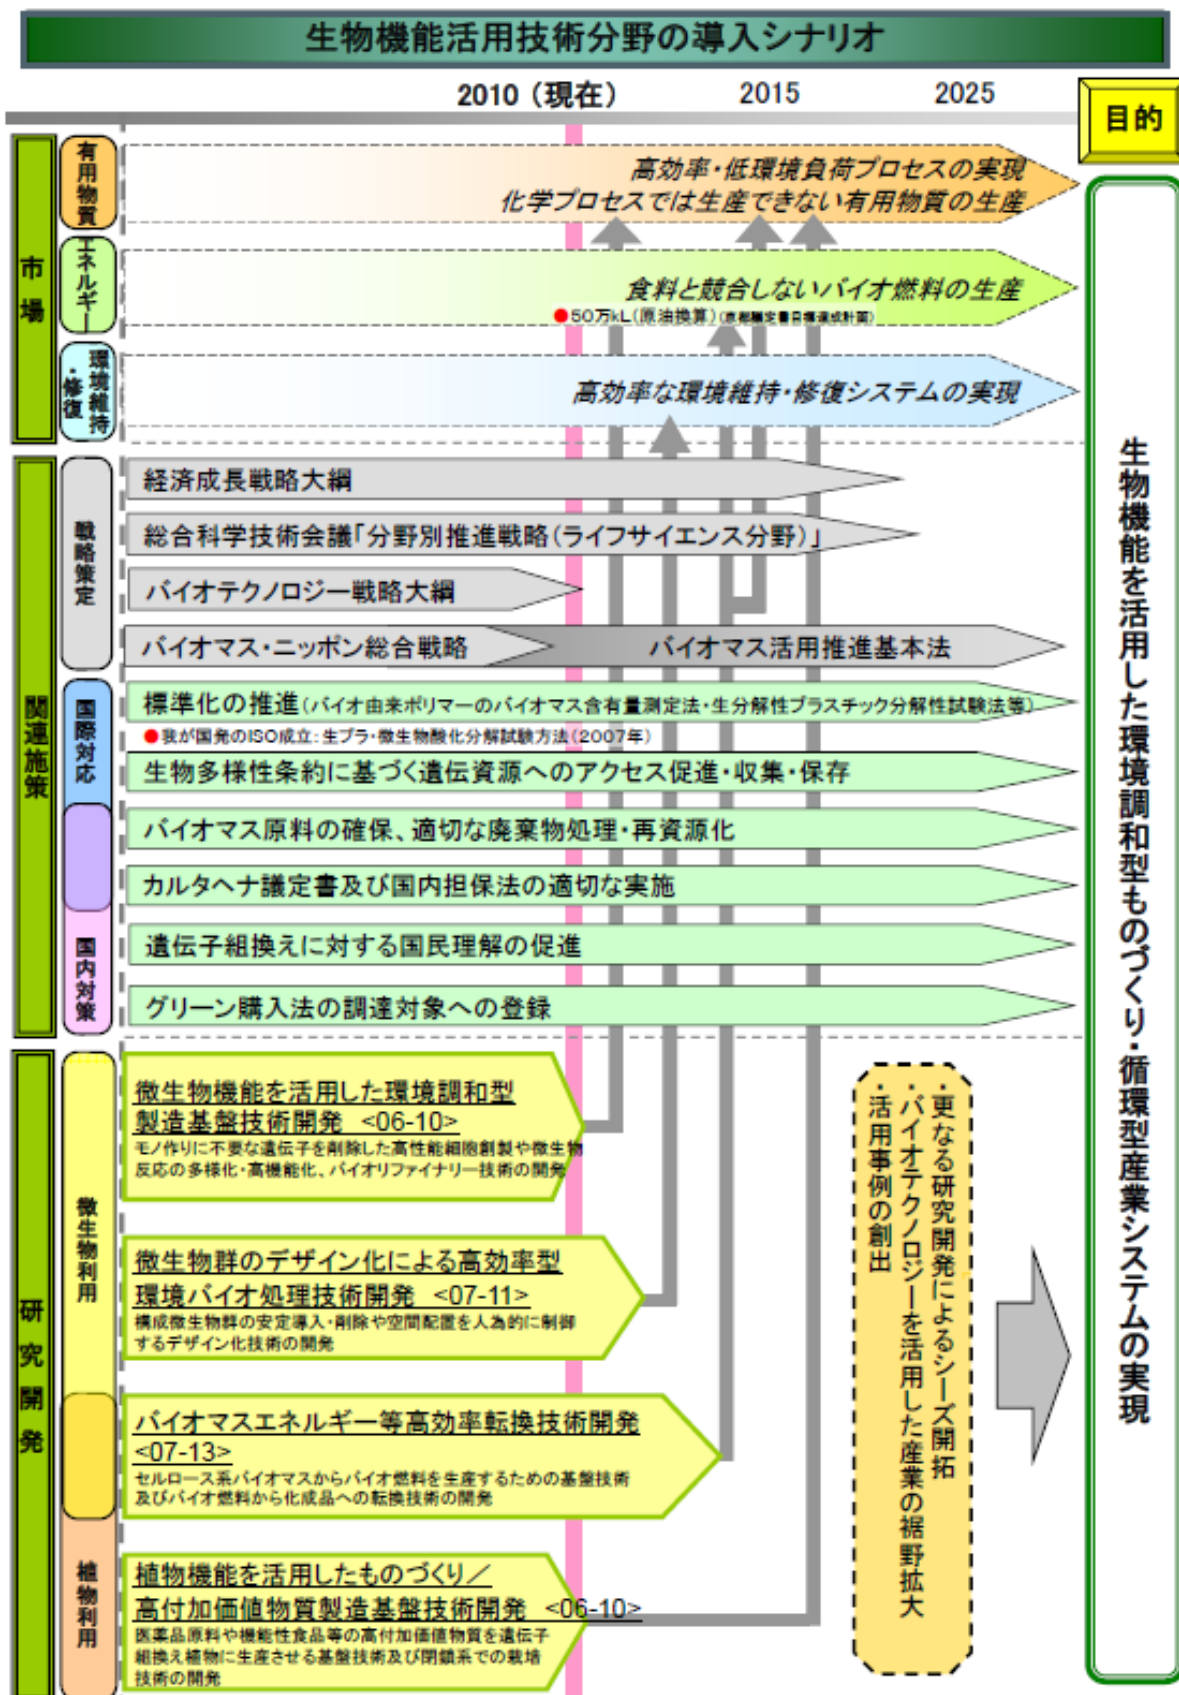 生物機能活用技術分野の導入シナリオ
2010（現在）
2015
2025
目的
市場
有用物質
高効率・低環境負荷プロセスの実現
化学プロセスでは生産できない有用物質の生産
エネルギー
食料と競合しないバイオ燃料の生産
●50万kL（原油換算）（京都議定書目標達成計画）
環境維持
・修復
高効率な環境維持・修復システムの実現
関連施策
戦略策定
経済成長戦略大綱
総合科学技術会議「分野別推進戦略（ライフサイエンス分野）」
バイオテクノロジー戦略大綱
バイオマス・ニッポン総合戦略
バイオマス活用推進基本法
国際対応
標準化の推進（バイオ由来ポリマーのバイオマス含有量測定法・生分解性プラスチック分解性試験法等）
●我が国発のISO成立：生プラ・微生物酸化分解試験方法（2007年）
生物多様性条約に基づく遺伝資源へのアクセス促進・収集・保存
バイオマス原料の確保、適切な廃棄物処理・再資源化
カルタヘナ議定書及び国内担保法の適切な実施
国内対策
遺伝子組換えに対する国民理解の促進
グリーン購入法の調達対象への登録
研究開発
微生物利用
微生物機能を活用した環境調和型
製造基盤技術開発 <06-10>
モノ作りに不要な遺伝子を削除した高性能細胞創製や微生物
反応の多様化・高機能化、バイオリファイナリー技術の開発
微生物群のデザイン化による高効率型
環境バイオ処理技術開発 <07-11>
構成微生物群の安定導入・削除や空間配置を人為的に制御
するデザイン化技術の開発
バイオマスエネルギー等高効率転換技術開発
<07-13>
セルロース系バイオマスからバイオ燃料を生産するための基盤技術
及びバイオ燃料から化成品への転換技術の開発
植物利用
植物機能を活用したものづくり／
高付加価値物質製造基盤技術開発 <06-10>
医薬品原料や機能性食品等の高付加価値物質を遺伝子
組換え植物に生産させる基盤技術及び閉鎖系での栽培
技術の開発
・更なる研究開発によるシーズ開拓
・バイオテクノロジーを活用した産業の裾野拡大
・活用事例の創出
生物機能を活用した環境調和型ものづくり・循環型産業システムの実現